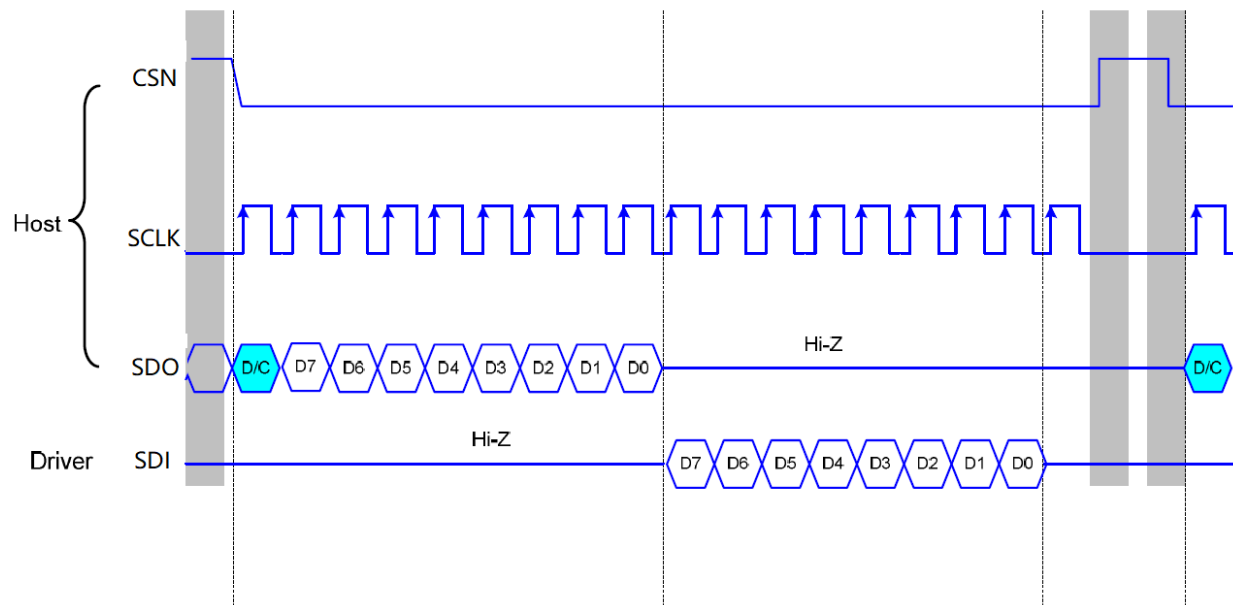 CSN
Host
SCLK
SDO D/C D7 D6 D5 D4 D3 D2 D1 D0 Hi-Z D/C
Driver SDI Hi-Z D7 D6 D5 D4 D3 D2 D1 D0